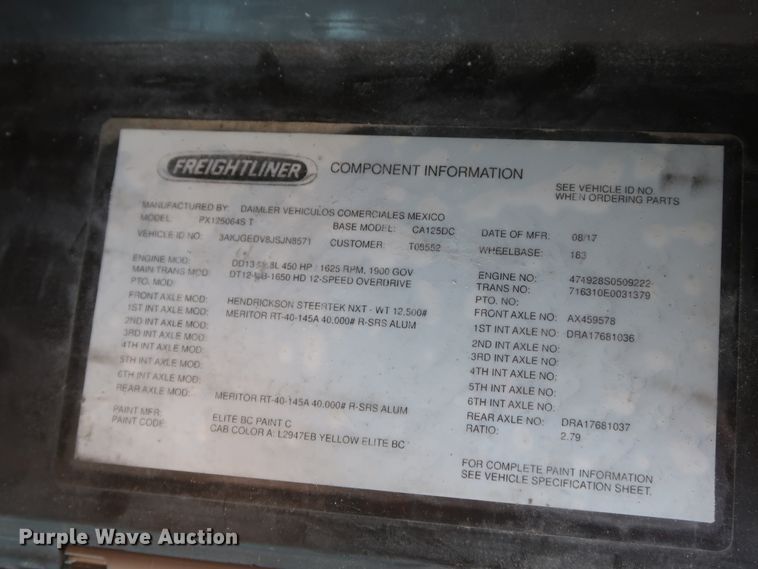 FREIGHTLINER COMPONENT INFORMATION
SEE VEHICLE ID NO.
WHEN ORDERING PARTS
MANUFACTURED BY: DAIMLER VEHICULOS COMERCIALES MEXICO
MODEL: PX125064S T BASE MODEL: CA125DC DATE OF MFR: 08/17
VEHICLE ID NO: 3AKJGEDV8JSJN8571 CUSTOMER: T05552 WHEELBASE: 163
ENGINE MOD: 450 HP / 1625 RPM, 1900 GOV ENGINE NO: 474928S0509222
MAIN TRANS MOD: HD 12-SPEED OVERDRIVE TRANS NO: 716310E0031379
PTO. MOD: PTO. NO:
FRONT AXLE MOD: HENDRICKSON STEERTEK NXT - WT 12,500# FRONT AXLE NO: AX459578
1ST INT AXLE MOD: MERITOR RT-40-145A 40,000# R-SRS ALUM 1ST INT AXLE NO: DRA17681036
2ND INT AXLE MOD: 2ND INT AXLE NO:
3RD INT AXLE MOD: 3RD INT AXLE NO:
4TH INT AXLE MOD: 4TH INT AXLE NO:
5TH INT AXLE MOD: 5TH INT AXLE NO:
6TH INT AXLE MOD: 6TH INT AXLE NO:
REAR AXLE MOD: MERITOR RT-40-145A 40,000# R-SRS ALUM REAR AXLE NO: DRA17681037
RATIO: 2.79
PAINT MFR: ELITE BC PAINT C
PAINT CODE: CAB COLOR A: L2947EB YELLOW ELITE BC
FOR COMPLETE PAINT INFORMATION
SEE VEHICLE SPECIFICATION SHEET.
Purple Wave Auction